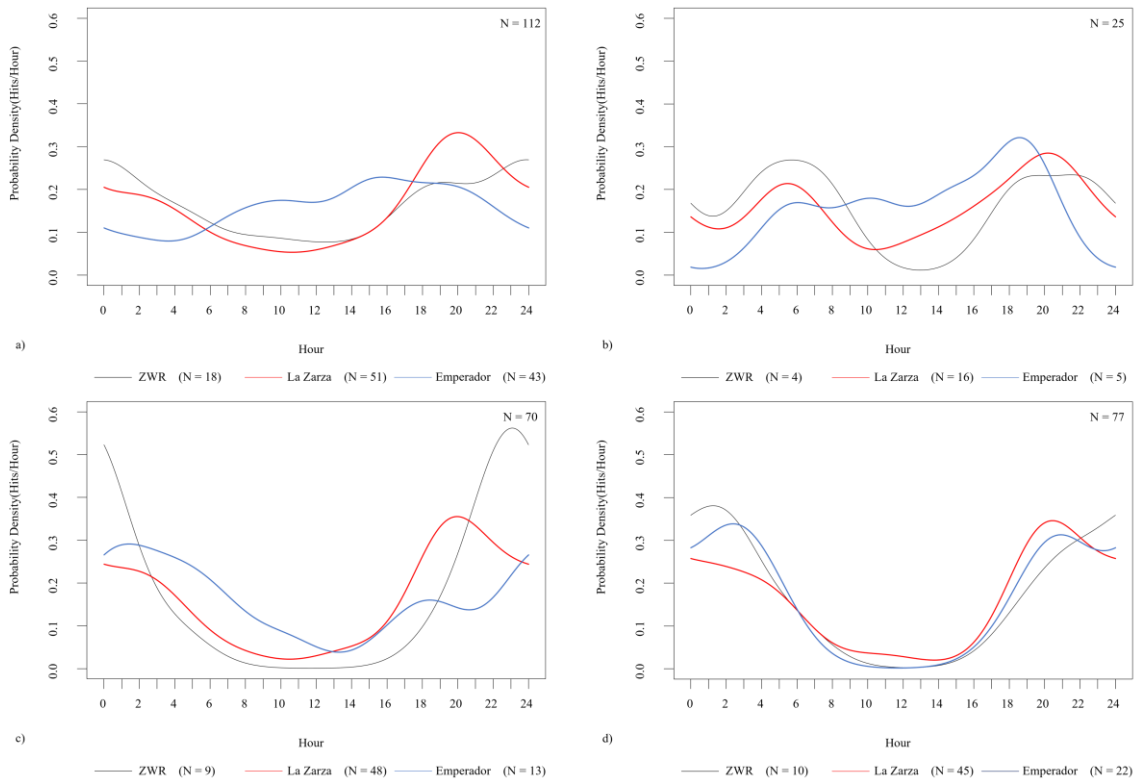 Probability Density(Hits/Hour)
0.0 0.1 0.2 0.3 0.4 0.5 0.6
N = 112
0 2 4 6 8 10 12 14 16 18 20 22 24
a)
Hour
ZWR (N = 18) La Zarza (N = 51) Emperador (N = 43)
Probability Density(Hits/Hour)
0.0 0.1 0.2 0.3 0.4 0.5 0.6
N = 25
0 2 4 6 8 10 12 14 16 18 20 22 24
b)
Hour
ZWR (N = 4) La Zarza (N = 16) Emperador (N = 5)
Probability Density(Hits/Hour)
0.0 0.1 0.2 0.3 0.4 0.5 0.6
N = 70
0 2 4 6 8 10 12 14 16 18 20 22 24
c)
Hour
ZWR (N = 9) La Zarza (N = 48) Emperador (N = 13)
Probability Density(Hits/Hour)
0.0 0.1 0.2 0.3 0.4 0.5 0.6
N = 77
0 2 4 6 8 10 12 14 16 18 20 22 24
d)
Hour
ZWR (N = 10) La Zarza (N = 45) Emperador (N = 22)